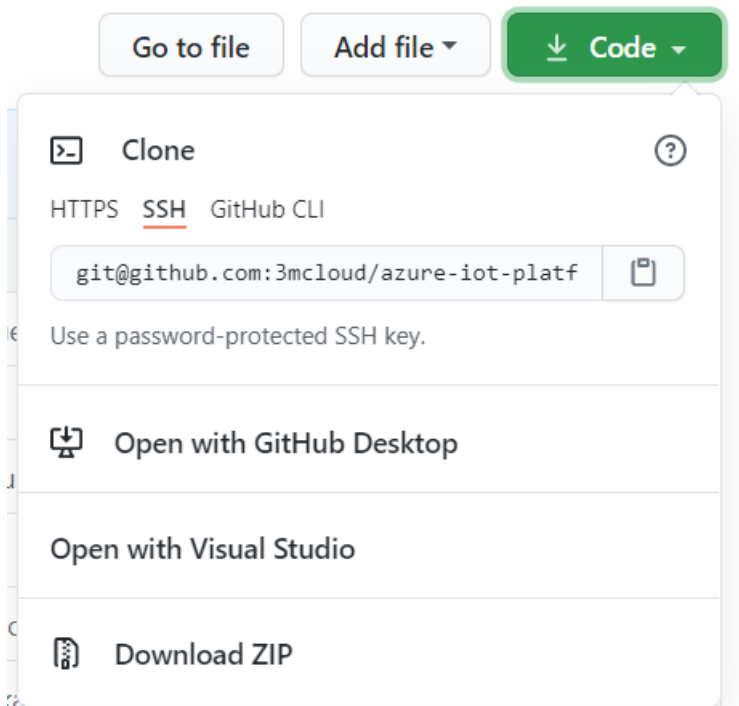 Go to file Add file Code
Clone
HTTPS SSH GitHub CLI
git@github.com:3mcloud/azure-iot-platf
Use a password-protected SSH key.
Open with GitHub Desktop
Open with Visual Studio
Download ZIP